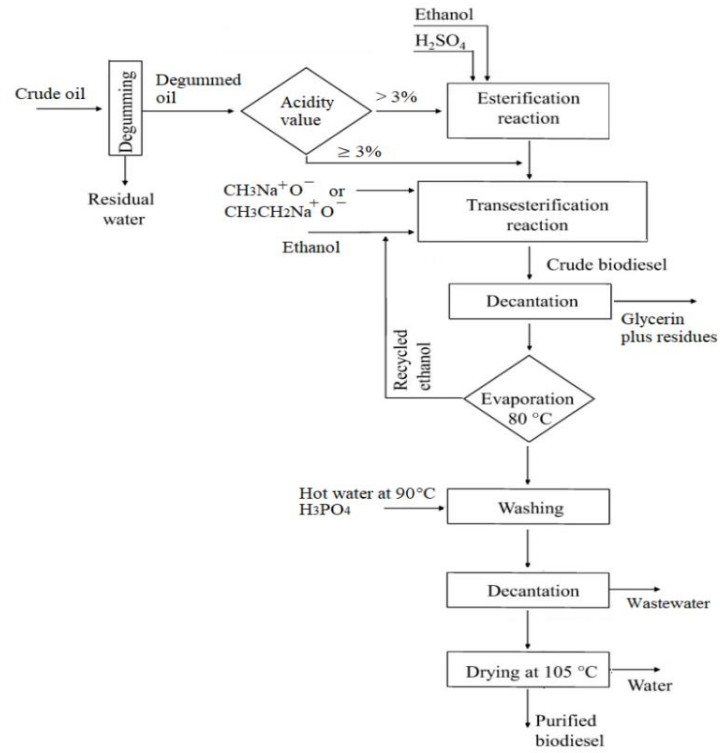 Ethanol
H₂SO₄
Crude oil
Degumming
Degummed
oil
Acidity
value
> 3%
Esterification
reaction
≥ 3%
Residual
water
CH3Na⁺O⁻ or
CH3CH2Na⁺O⁻
Ethanol
Transesterification
reaction
Crude biodiesel
Decantation
Glycerin
plus residues
Recycled
ethanol
Evaporation
80 °C
Hot water at 90°C
H3PO4
Washing
Decantation
Wastewater
Drying at 105 °C
Water
Purified
biodiesel